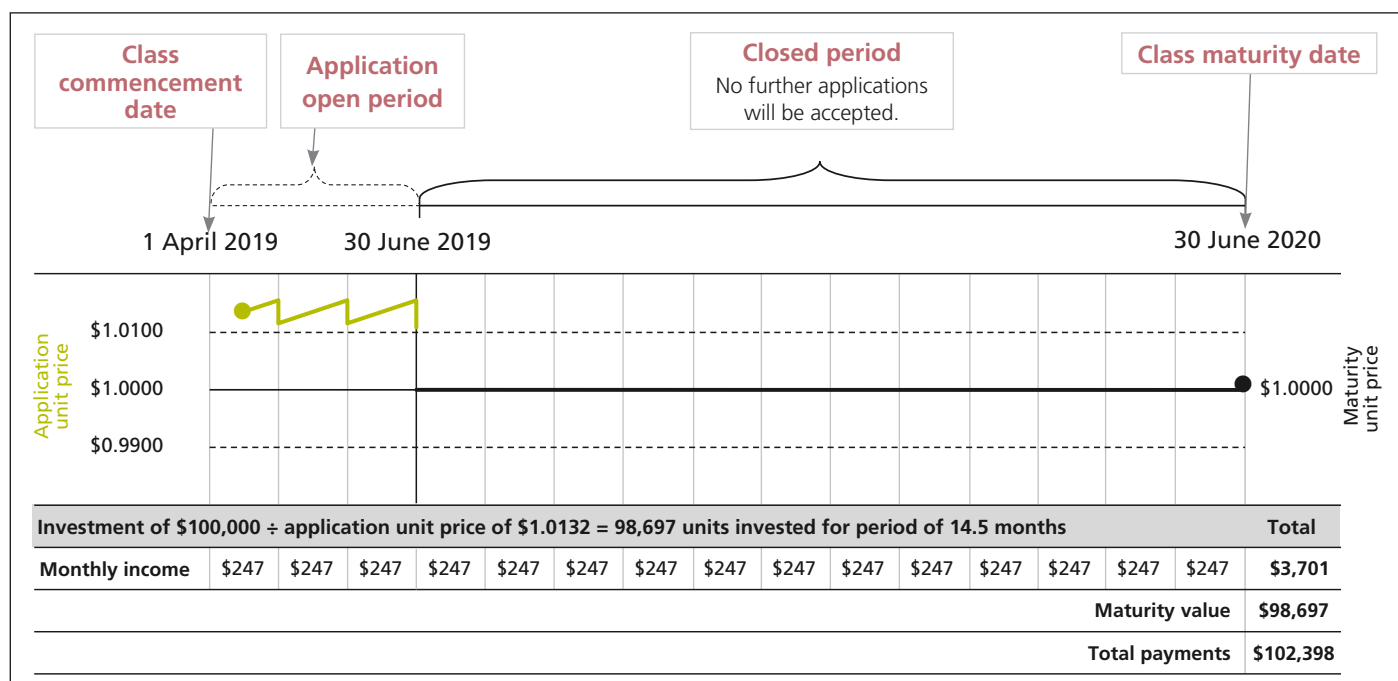 Class
commencement
date
Application
open period
Closed period
No further applications
will be accepted.
Class maturity date
1 April 2019
30 June 2019
30 June 2020
Application
unit price
$1.0100
$1.0000
$0.9900
$1.0000
Maturity
unit price
Investment of $100,000 ÷ application unit price of $1.0132 = 98,697 units invested for period of 14.5 months Total
Monthly income $247 $247 $247 $247 $247 $247 $247 $247 $247 $247 $247 $247 $247 $247 $247 $3,701
Maturity value $98,697
Total payments $102,398